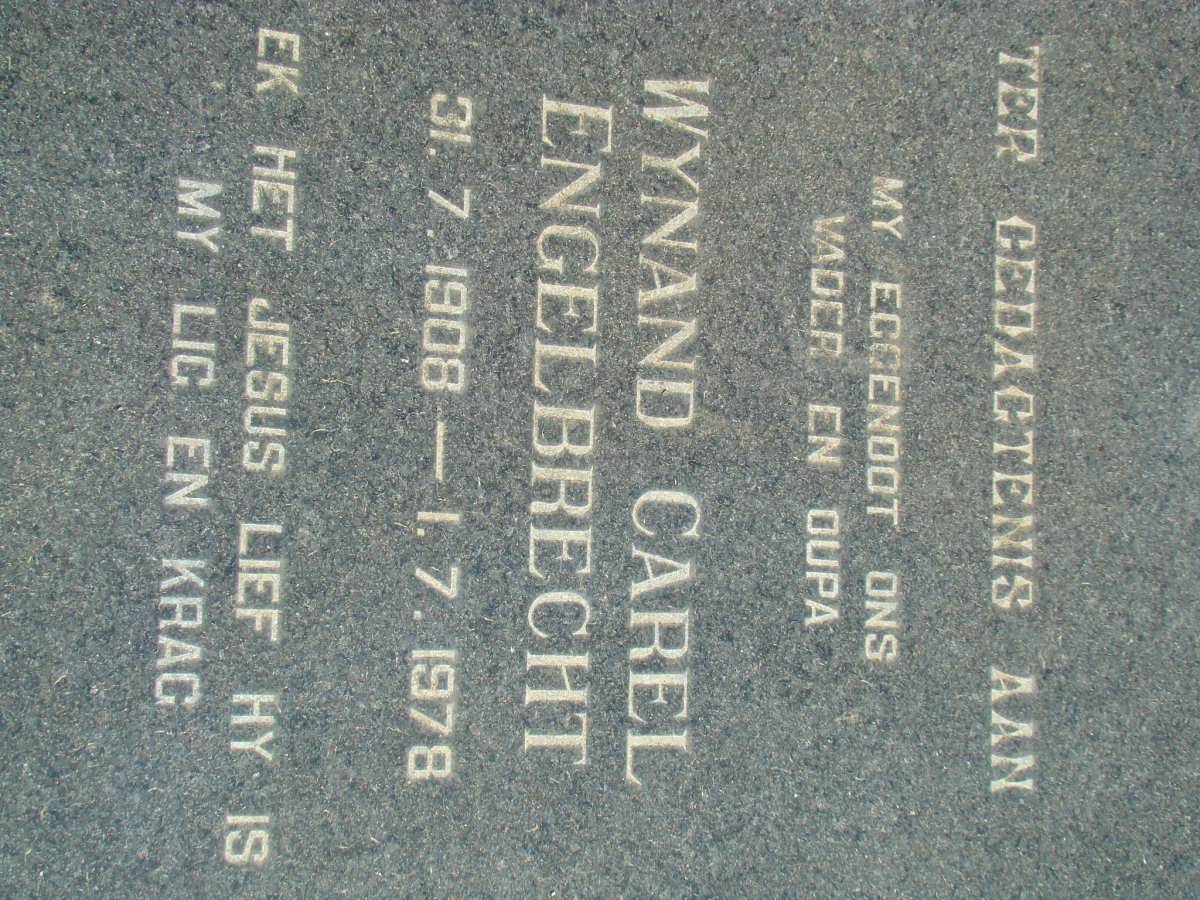 TER GEDAGTENIS AAN
MY EGGENOOT ONS
VADER EN OUPA
WYNAND CAREL
ENGELBRECHT
31. 7. 1908 — 1. 7. 1978
EK HET JESUS LIEF HY IS
MY LIG EN KRAG